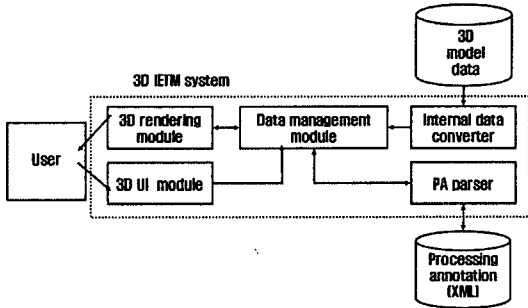 3D
model
data
3D IETM system
3D rendering
module
Data management
module
Internal data
converter
User
3D UI module
PA parser
Processing
annotation
(XML)